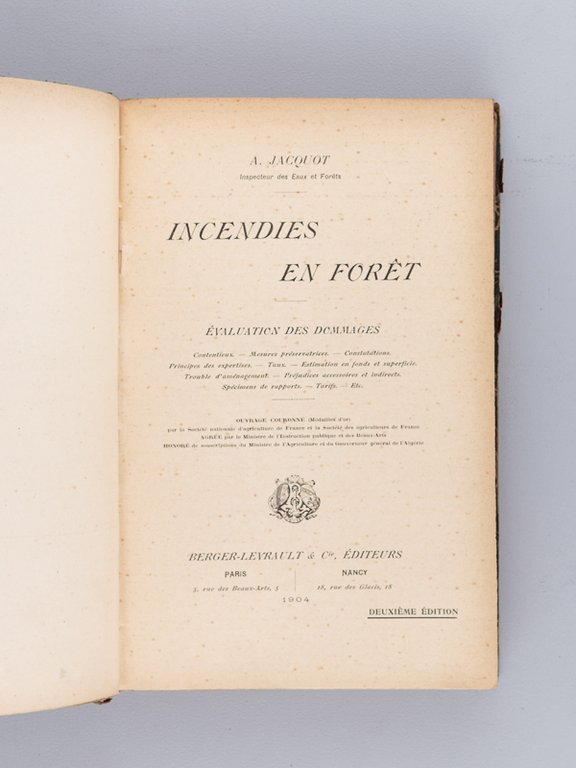 A. JACQUOT
Inspecteur des Eaux et Forêts
INCENDIES
EN FORÊT
ÉVALUATION DES DOMMAGES
Contentieux. — Mesures préservatrices. — Constatations.
Principes des expertises. — Taux. — Estimation en fonds et superficie.
Trouble d'aménagement. — Préjudices accessoires et indirects.
Spécimens de rapports. — Tarifs. — Etc.
OUVRAGE COURONNÉ (Médailles d'or)
par la Société nationale d'agriculture de France et la Société des agriculteurs de France
AGRÉÉ par le Ministre de l'Instruction publique et des Beaux-Arts
HONORÉ de souscriptions du Ministre de l'Agriculture et du Gouverneur général de l'Algérie
BERGER-LEVRAULT & Cie, ÉDITEURS
PARIS NANCY
5, rue des Beaux-Arts, 5 18, rue des Glacis, 18
1904
DEUXIÈME ÉDITION